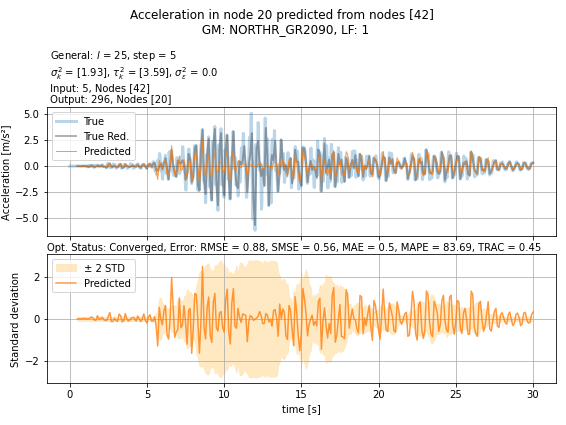 Acceleration in node 20 predicted from nodes [42]
GM: NORTHR_GR2090, LF: 1
General: l = 25, step = 5
σ²ₖ = [1.93], τ²ₖ = [3.59], σ²ε = 0.0
Input: 5, Nodes [42]
Output: 296, Nodes [20]
Acceleration [m/s²]
5.0
2.5
0.0
−2.5
−5.0
True
True Red.
Predicted
Opt. Status: Converged, Error: RMSE = 0.88, SMSE = 0.56, MAE = 0.5, MAPE = 83.69, TRAC = 0.45
Standard deviation
2
0
−2
± 2 STD
Predicted
0 5 10 15 20 25 30
time [s]